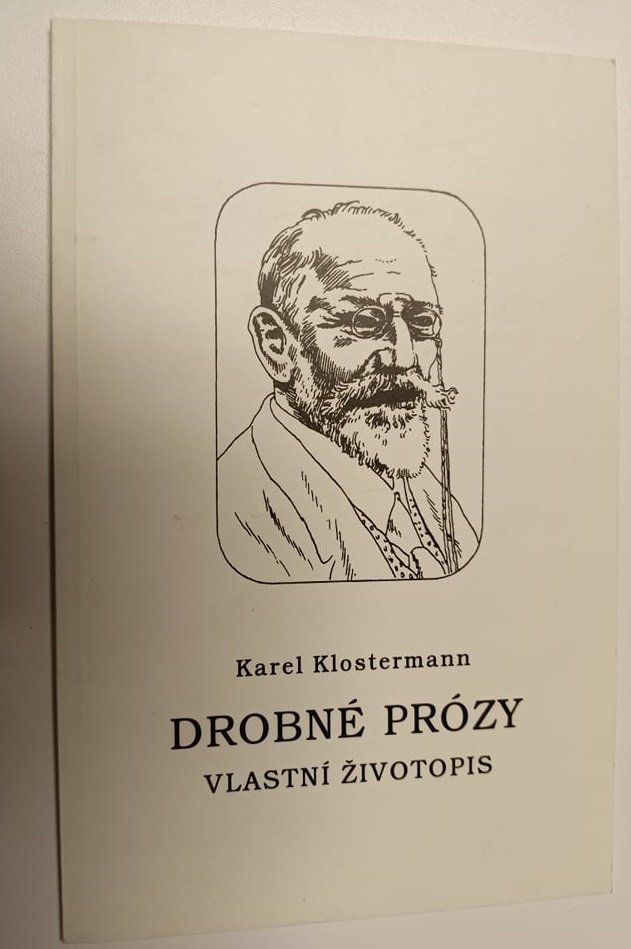 Karel Klostermann
DROBNÉ PRÓZY
VLASTNÍ ŽIVOTOPIS